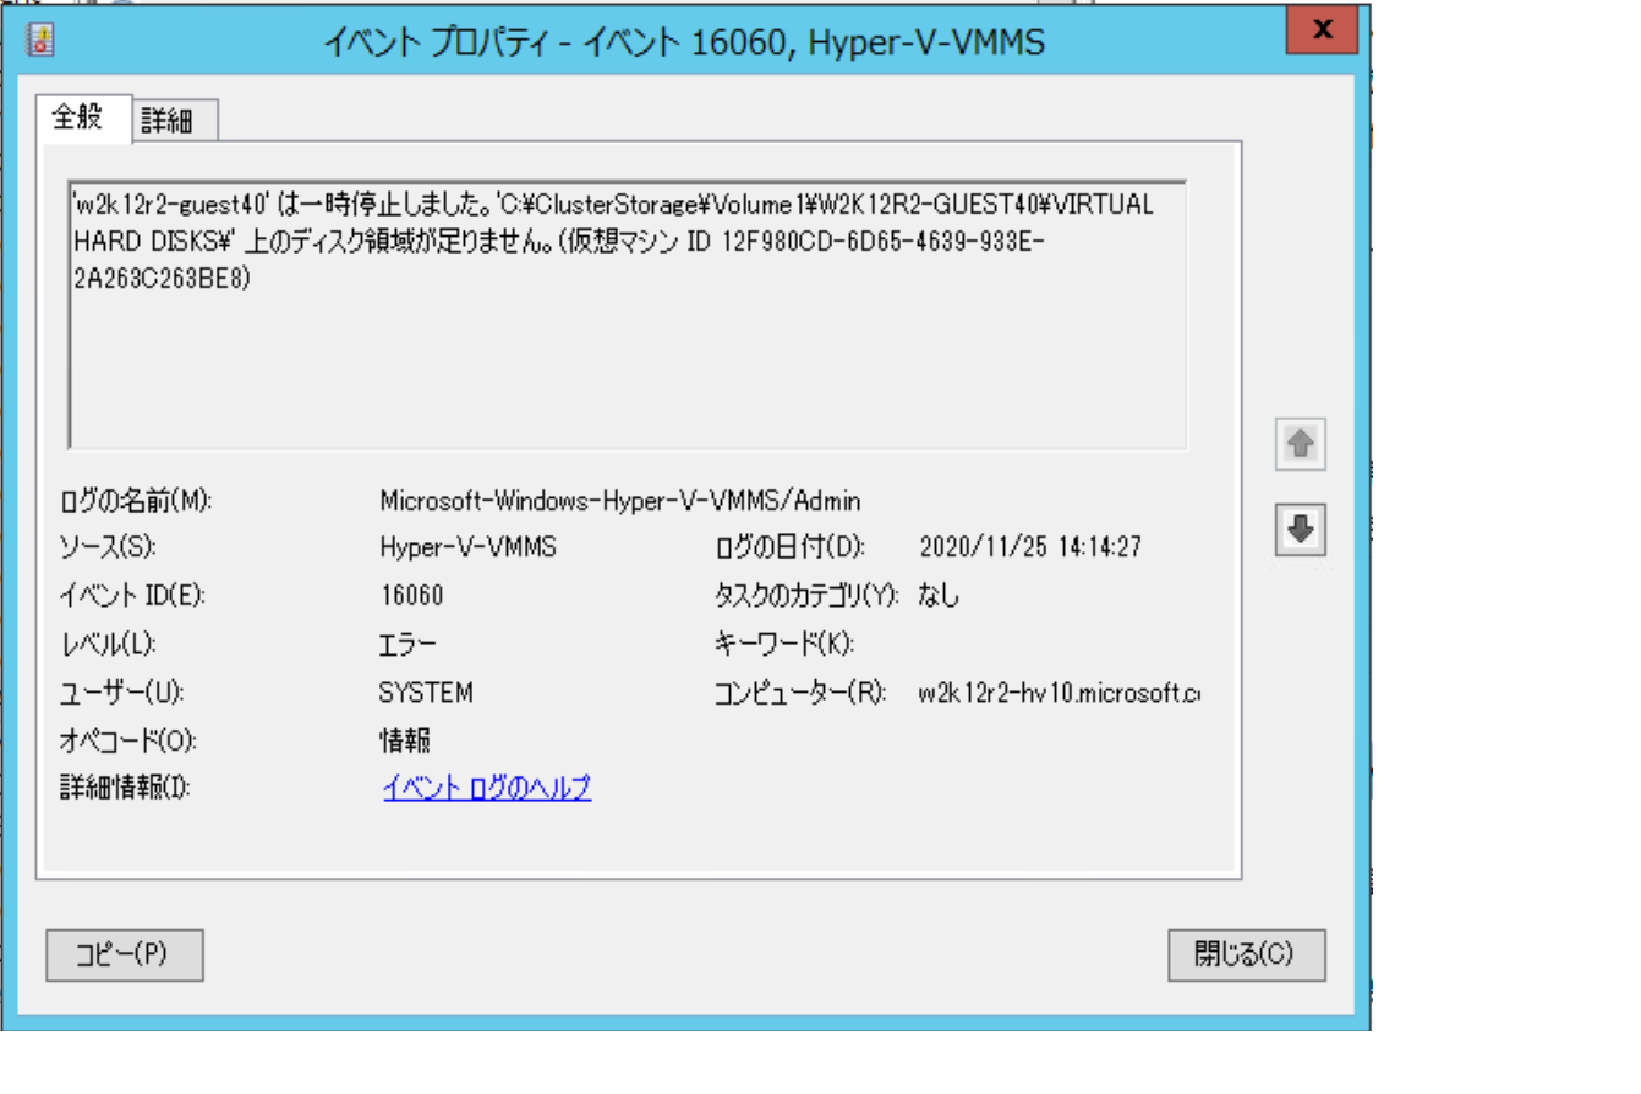 イベント プロパティ - イベント 16060, Hyper-V-VMMS
x
全般
詳細
'w2k12r2-guest40' は一時停止しました。'C:¥ClusterStorage¥Volume1¥W2K12R2-GUEST40¥VIRTUAL
HARD DISKS¥' 上のディスク領域が足りません。(仮想マシン ID 12F980CD-6D65-4639-933E-
2A263C263BE8)
ログの名前(M): Microsoft-Windows-Hyper-V-VMMS/Admin
ソース(S): Hyper-V-VMMS ログの日付(D): 2020/11/25 14:14:27
イベント ID(E): 16060 タスクのカテゴリ(Y): なし
レベル(L): エラー キーワード(K):
ユーザー(U): SYSTEM コンピューター(R): w2k12r2-hv10.microsoft.c
オペコード(O): 情報
詳細情報(I): イベント ログのヘルプ
コピー(P)
閉じる(C)